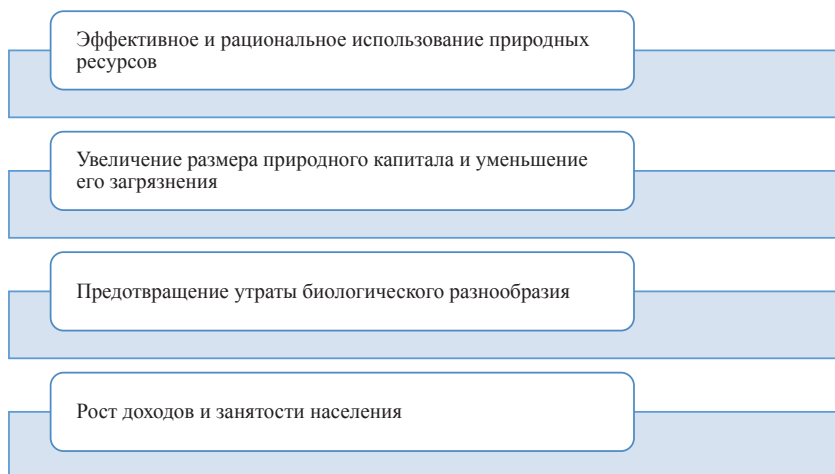 Эффективное и рациональное использование природных
ресурсов
Увеличение размера природного капитала и уменьшение
его загрязнения
Предотвращение утраты биологического разнообразия
Рост доходов и занятости населения